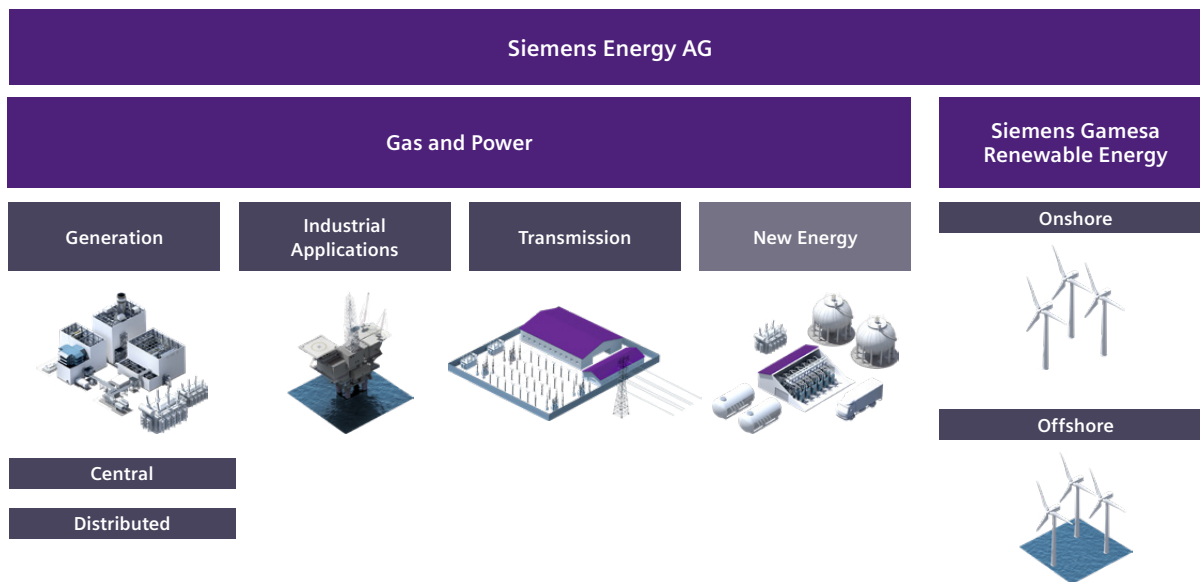 Siemens Energy AG
Gas and Power
Siemens Gamesa
Renewable Energy
Generation
Industrial
Applications
Transmission
New Energy
Onshore
Offshore
Central
Distributed